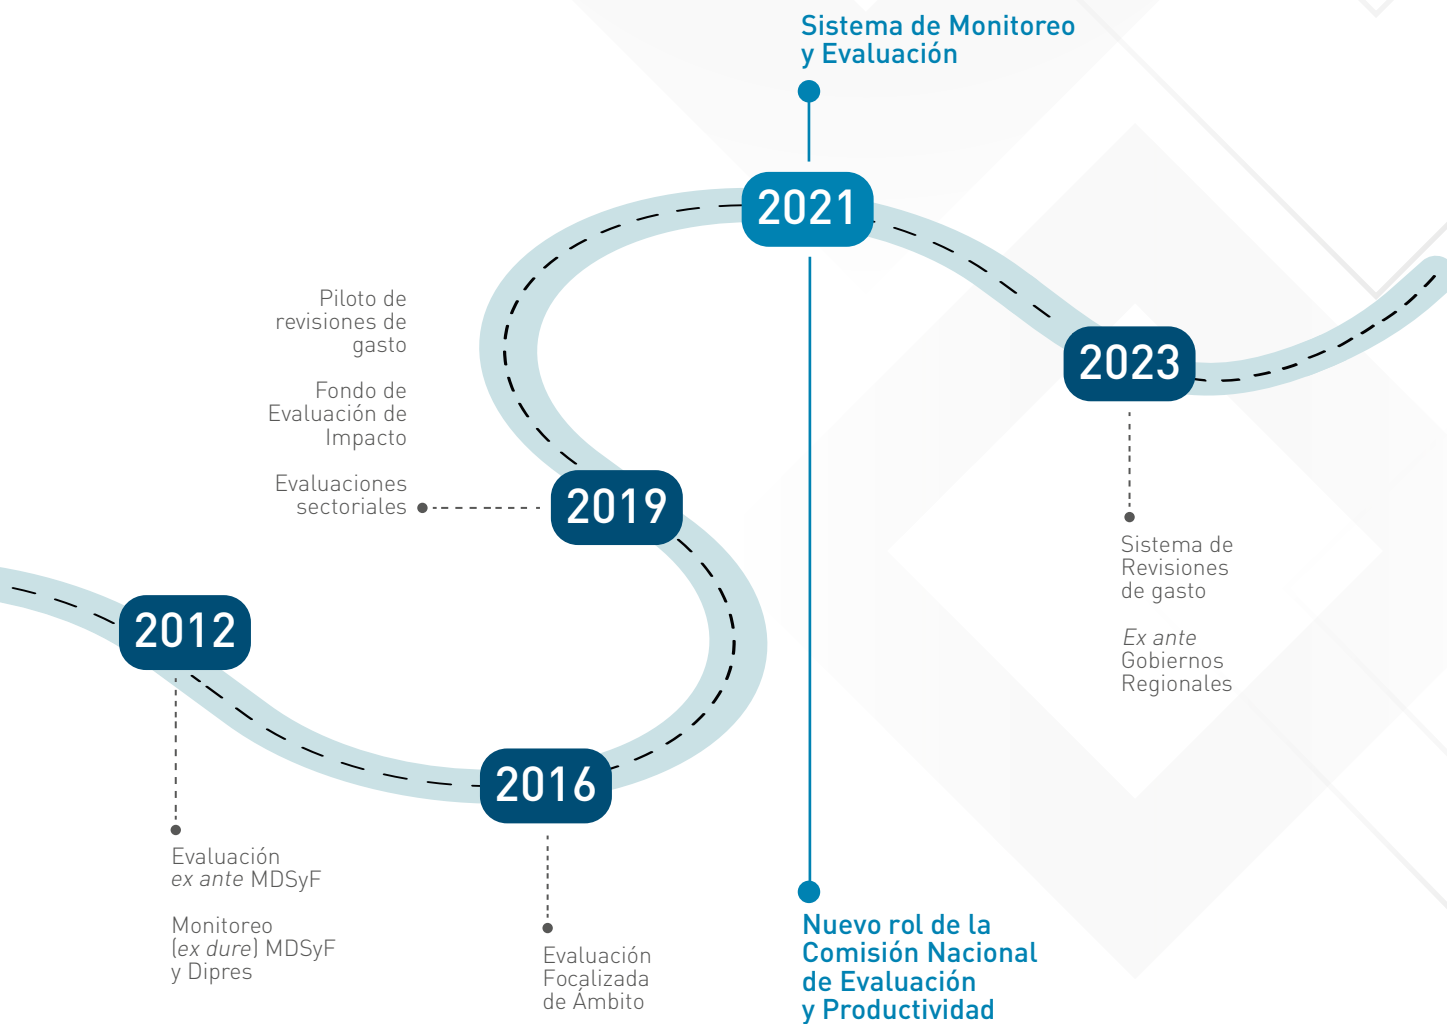 Sistema de Monitoreo
y Evaluación
2021
Piloto de
revisiones de
gasto
Fondo de
Evaluación de
Impacto
Evaluaciones
sectoriales
2019
2023
Sistema de
Revisiones
de gasto
Ex ante
Gobiernos
Regionales
2012
2016
Evaluación
ex ante MDSyF
Monitoreo
(ex dure) MDSyF
y Dipres
Evaluación
Focalizada
de Ámbito
Nuevo rol de la
Comisión Nacional
de Evaluación
y Productividad